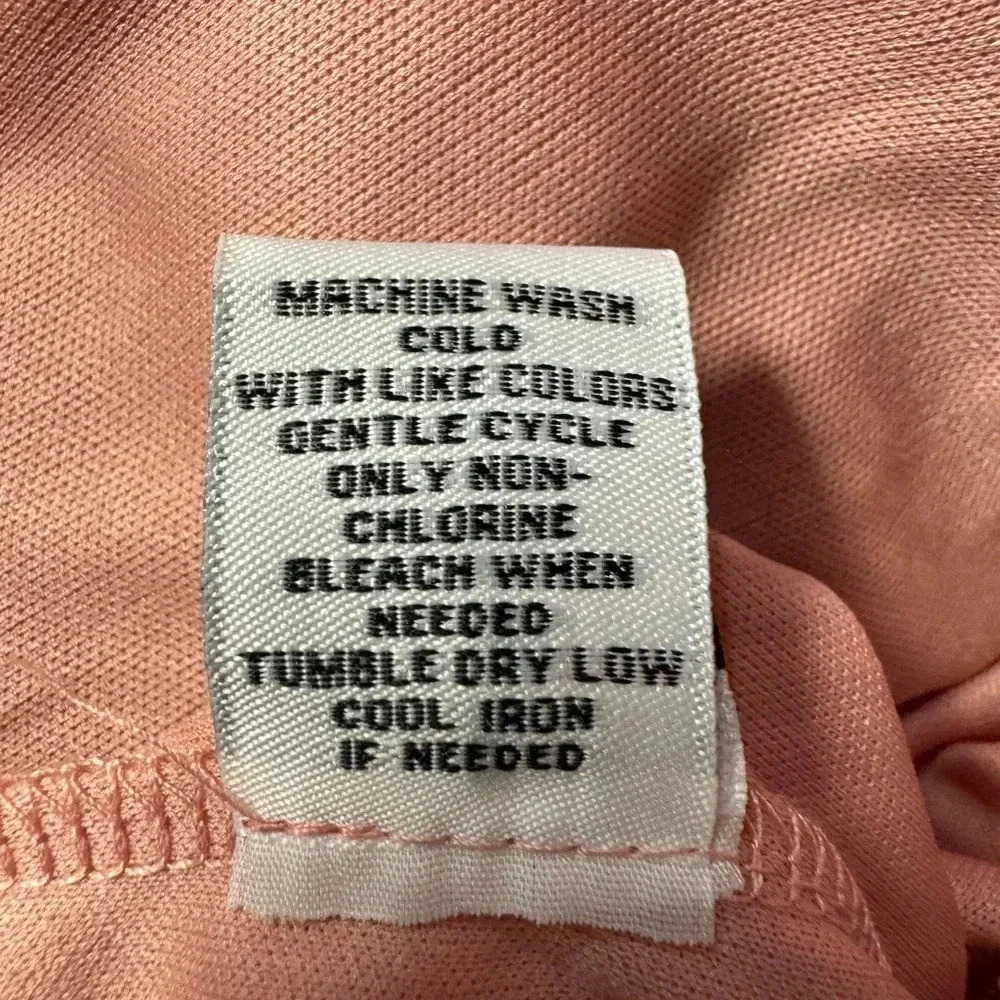 MACHINE WASH
COLD
WITH LIKE COLORS.
GENTLE CYCLE
ONLY NON-
CHLORINE
BLEACH WHEN
NEEDED
TUMBLE DRY LOW
COOL IRON
IF NEEDED